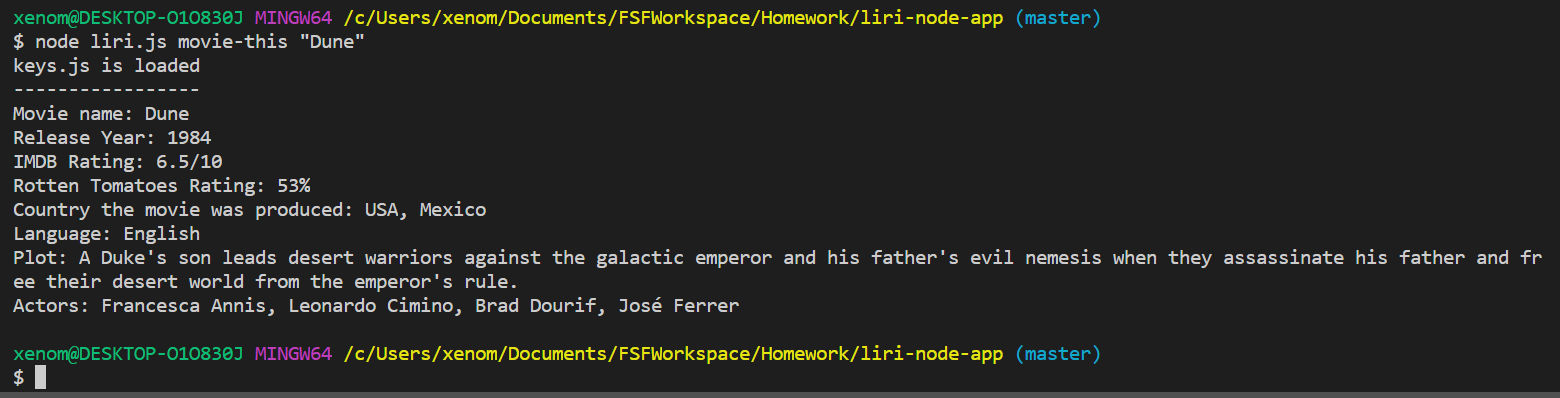 xenom@DESKTOP-O1O830J MINGW64 /c/Users/xenom/Documents/FSFWorkspace/Homework/liri-node-app (master)
$ node liri.js movie-this "Dune"
keys.js is loaded
-----------------
Movie name: Dune
Release Year: 1984
IMDB Rating: 6.5/10
Rotten Tomatoes Rating: 53%
Country the movie was produced: USA, Mexico
Language: English
Plot: A Duke's son leads desert warriors against the galactic emperor and his father's evil nemesis when they assassinate his father and fr
ee their desert world from the emperor's rule.
Actors: Francesca Annis, Leonardo Cimino, Brad Dourif, José Ferrer
xenom@DESKTOP-O1O830J MINGW64 /c/Users/xenom/Documents/FSFWorkspace/Homework/liri-node-app (master)
$